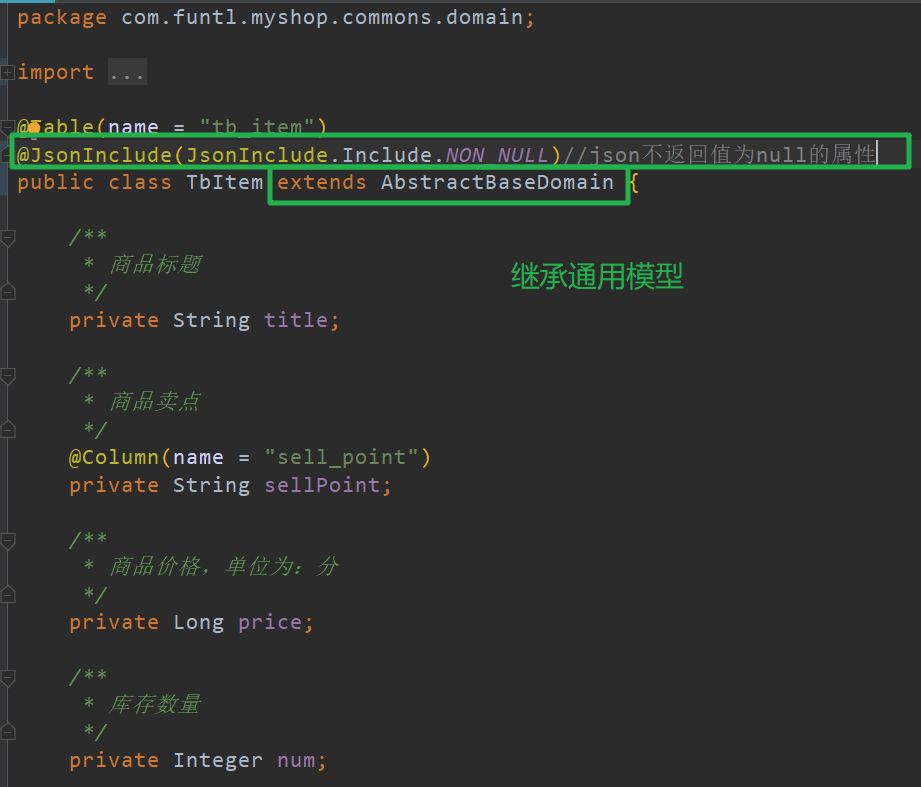 package com.funtl.myshop.commons.domain;
import ...
@Table(name = "tb_item")
@JsonInclude(JsonInclude.Include.NON_NULL)//json不返回值为null的属性
public class TbItem extends AbstractBaseDomain {
/**
* 商品标题
*/
继承通用模型
private String title;
/**
* 商品卖点
*/
@Column(name = "sell_point")
private String sellPoint;
/**
* 商品价格，单位为：分
*/
private Long price;
/**
* 库存数量
*/
private Integer num;